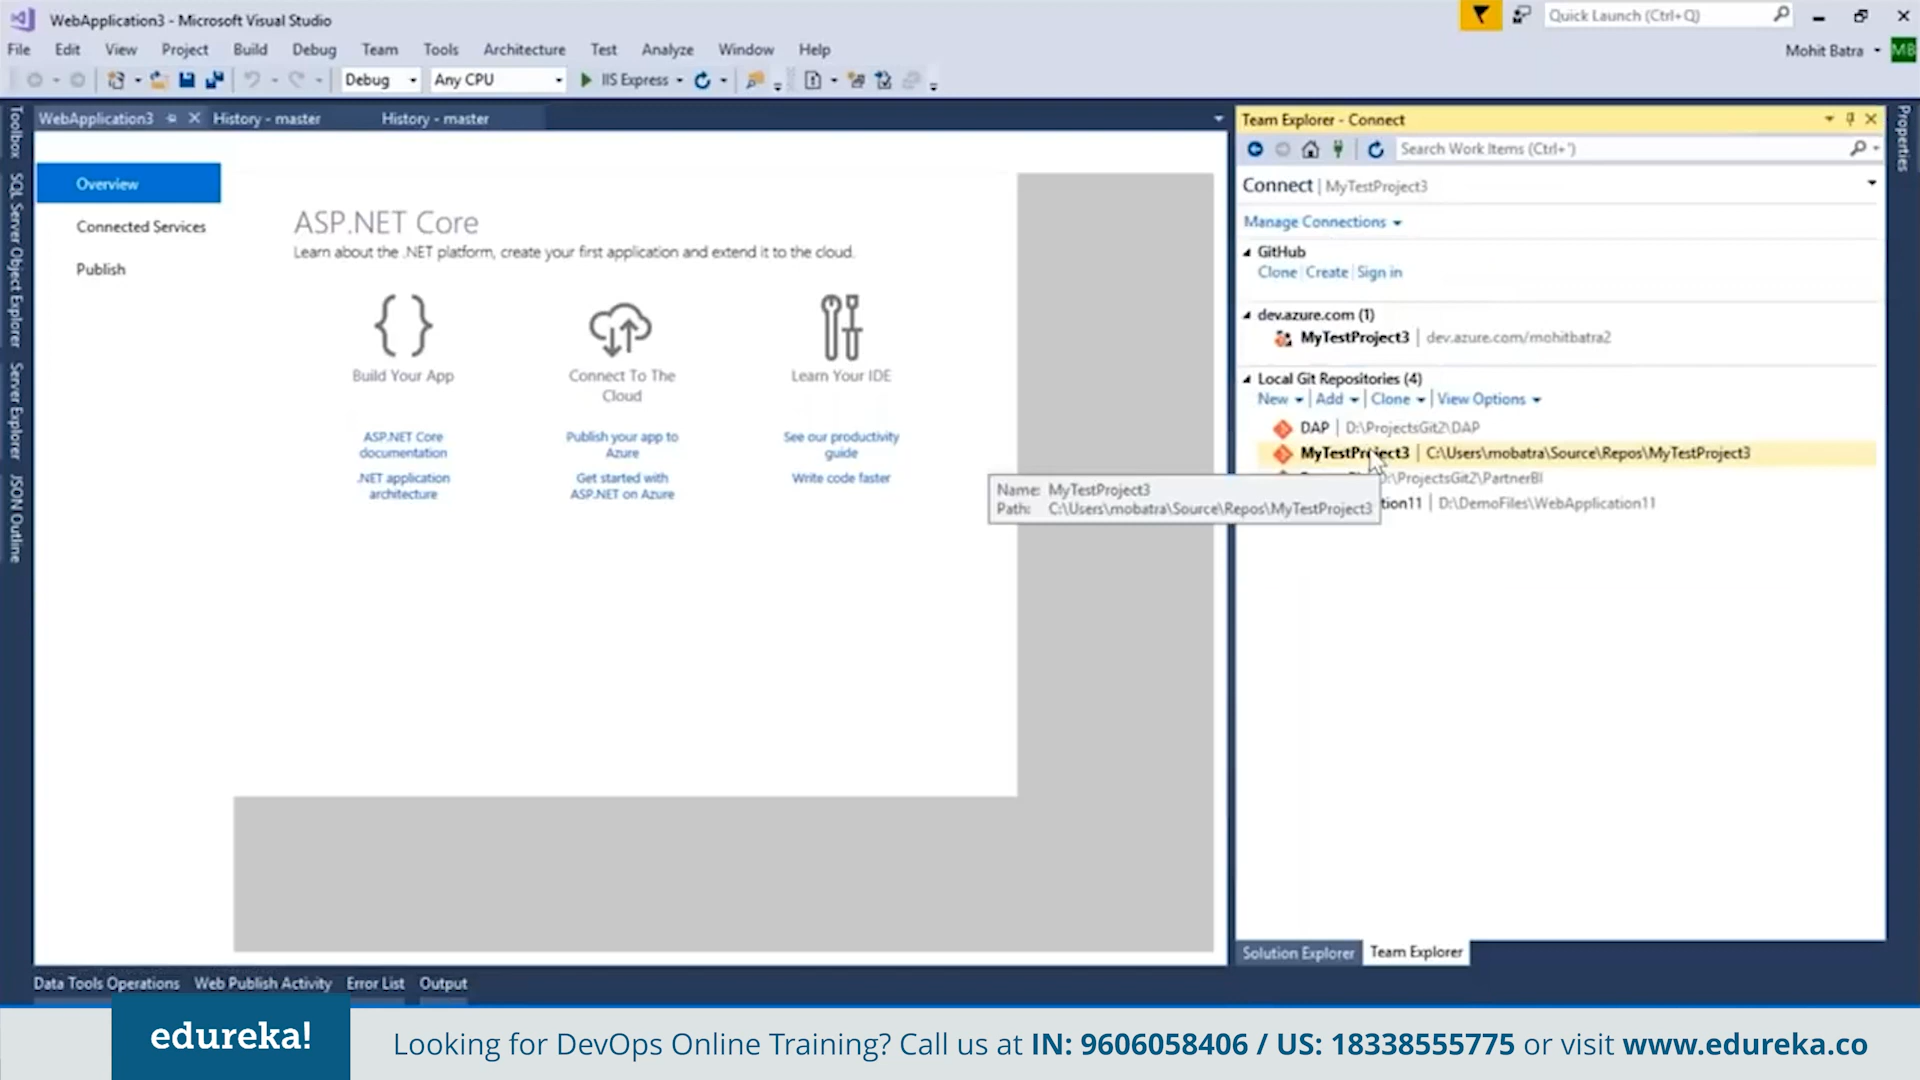 WebApplication3 - Microsoft Visual Studio
Quick Launch (Ctrl+Q)
File Edit View Project Build Debug Team Tools Architecture Test Analyze Window Help
Mohit Batra MB
Debug Any CPU IIS Express
WebApplication3 History - master History - master
Toolbox
SQL Server Object Explorer
Server Explorer
JSON Outline
Overview
Connected Services
Publish
ASP.NET Core
Learn about the .NET platform, create your first application and extend it to the cloud.
Build Your App
ASP.NET Core
documentation
.NET application
architecture
Connect To The
Cloud
Publish your app to
Azure
Get started with
ASP.NET on Azure
Learn Your IDE
See our productivity
guide
Write code faster
Team Explorer - Connect
Search Work Items (Ctrl+')
Connect | MyTestProject3
Manage Connections
GitHub
Clone | Create | Sign in
dev.azure.com (1)
MyTestProject3 | dev.azure.com/mohitbatra2
Local Git Repositories (4)
New | Add | Clone | View Options
DAP | D:\ProjectsGit2\DAP
MyTestProject3 | C:\Users\mobatra\Source\Repos\MyTestProject3
:\ProjectsGit2\PartnerBI
tion11 | D:\DemoFiles\WebApplication11
Name: MyTestProject3
Path: C:\Users\mobatra\Source\Repos\MyTestProject3
Properties
Solution Explorer Team Explorer
Data Tools Operations Web Publish Activity Error List Output
edureka!
Looking for DevOps Online Training? Call us at IN: 9606058406 / US: 18338555775 or visit www.edureka.co